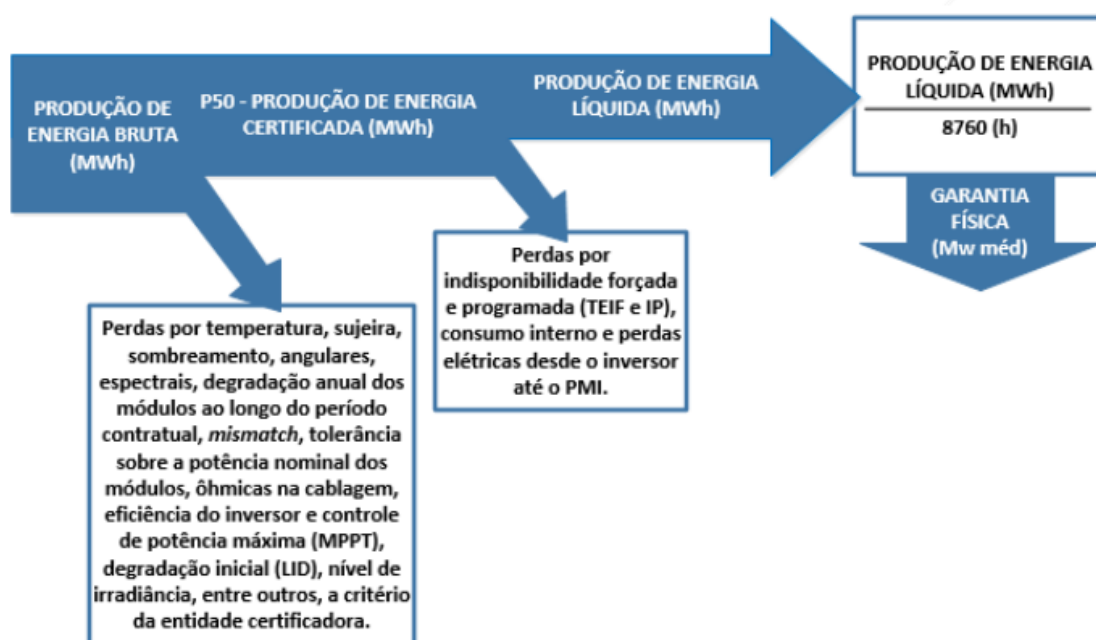 PRODUÇÃO DE
ENERGIA BRUTA
(MWh)
P50 - PRODUÇÃO DE ENERGIA
CERTIFICADA (MWh)
PRODUÇÃO DE ENERGIA
LÍQUIDA (MWh)
PRODUÇÃO DE ENERGIA
LÍQUIDA (MWh)
8760 (h)
GARANTIA
FÍSICA
(Mw méd)
Perdas por
indisponibilidade forçada
e programada (TEIF e IP),
consumo interno e perdas
elétricas desde o inversor
até o PMI.
Perdas por temperatura, sujeira,
sombreamento, angulares,
espectrais, degradação anual dos
módulos ao longo do período
contratual, mismatch, tolerância
sobre a potência nominal dos
módulos, ôhmicas na cablagem,
eficiência do inversor e controle
de potência máxima (MPPT),
degradação inicial (LID), nível de
irradiância, entre outros, a critério
da entidade certificadora.